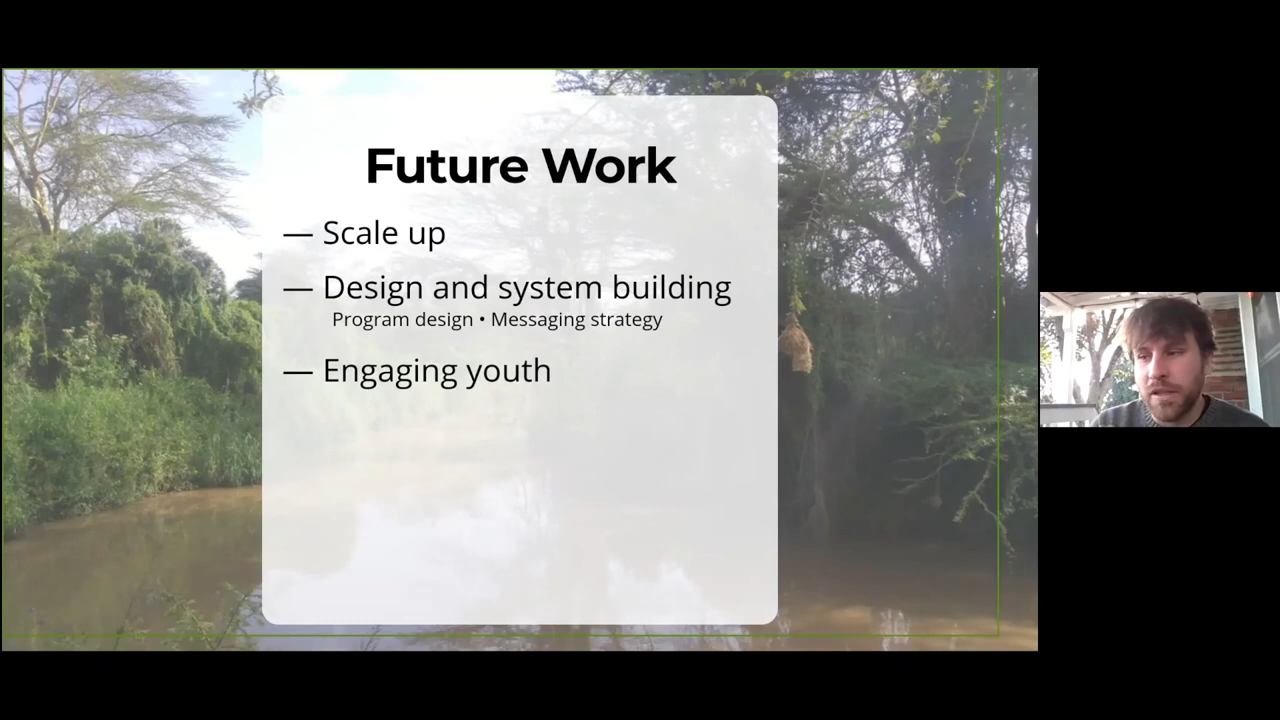 Future Work
— Scale up
— Design and system building
Program design • Messaging strategy
— Engaging youth